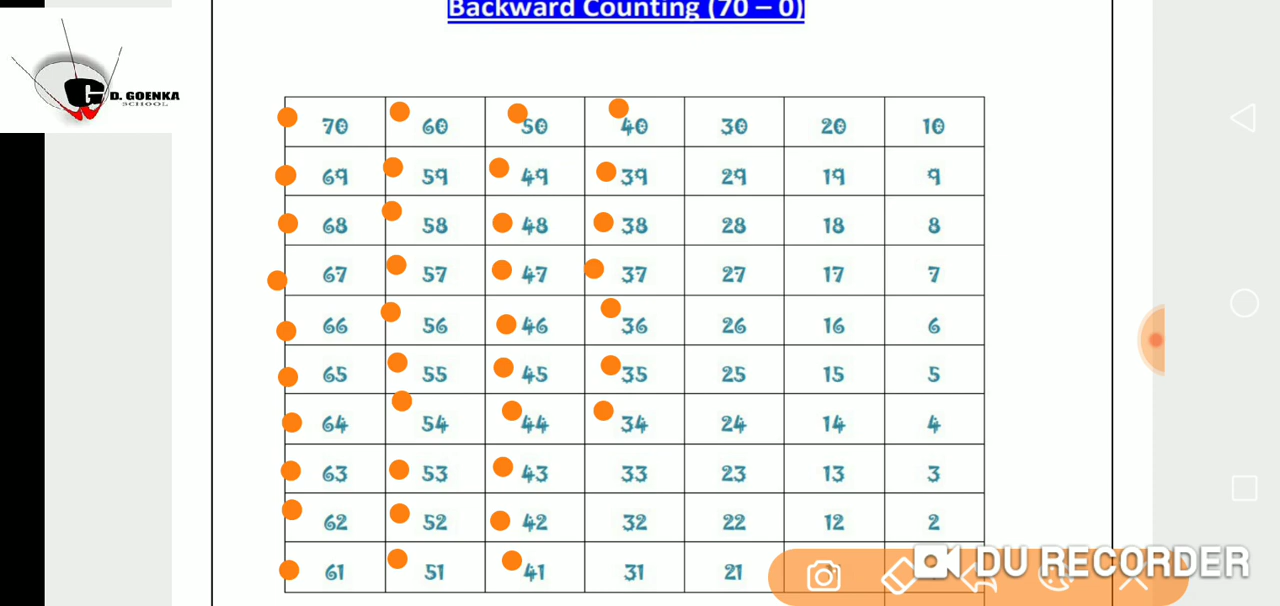 Backward Counting (70 – 0)
G D. GOENKA
SCHOOL
70 60 50 40 30 20 10
69 59 49 39 29 19 9
68 58 48 38 28 18 8
67 57 47 37 27 17 7
66 56 46 36 26 16 6
65 55 45 35 25 15 5
64 54 44 34 24 14 4
63 53 43 33 23 13 3
62 52 42 32 22 12 2
61 51 41 31 21
DU RECORDER